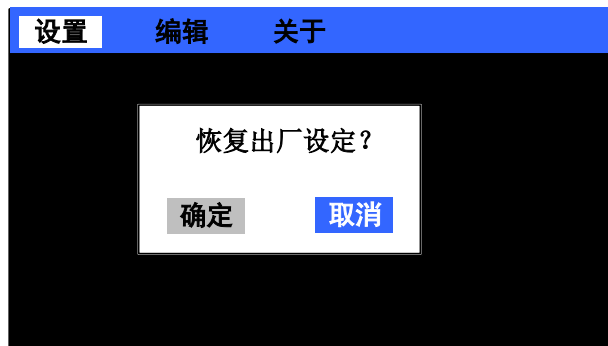 设置 编辑 关于
恢复出厂设定？
确定 取消